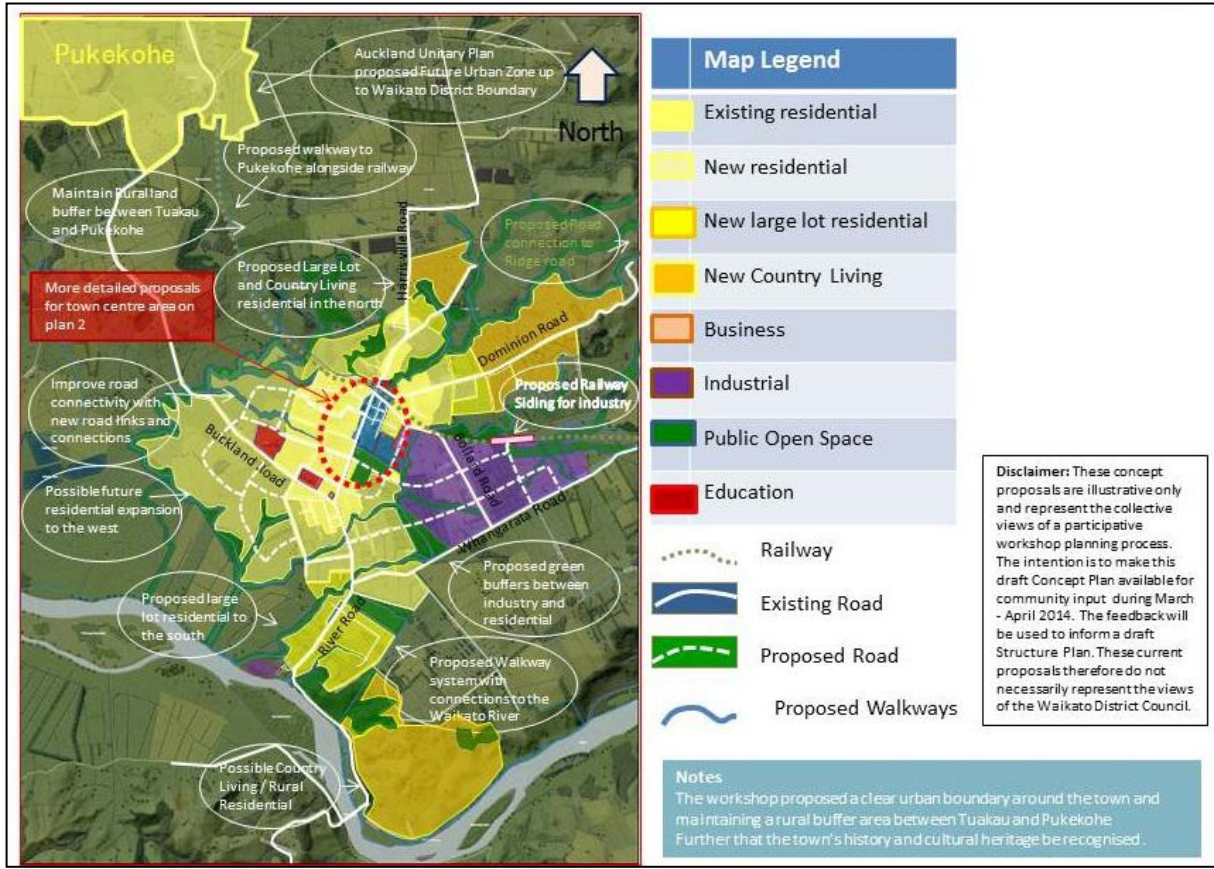 Pukekohe
Auckland Unitary Plan
proposed Future Urban Zone up
to Waikato District Boundary
North
Proposed walkway to
Pukekohe alongside railway
Maintain Rural land
buffer between Tuakau
and Pukekohe
Harrisville Road
Proposed Road
connection to
Ridge road
Proposed Large Lot
and Country Living
residential in the north
More detailed proposals
for town centre area on
plan 2
Dominion Road
Improve road
connectivity with
new road links and
connections
Proposed Railway
Siding for industry
Buckland Road
Bollard Road
Possible future
residential expansion
to the west
Whangarata Road
Proposed green
buffers between
industry and
residential
Proposed large
lot residential to
the south
River Road
Proposed Walkway
system with
connections to the
Waikato River
Possible Country
Living / Rural
Residential
Map Legend
Existing residential
New residential
New large lot residential
New Country Living
Business
Industrial
Public Open Space
Education
Railway
Existing Road
Proposed Road
Proposed Walkways
Disclaimer: These concept
proposals are illustrative only
and represent the collective
views of a participative
workshop planning process.
The intention is to make this
draft Concept Plan available for
community input during March
- April 2014. The feedback will
be used to inform a draft
Structure Plan. These current
proposals therefore do not
necessarily represent the views
of the Waikato District Council.
Notes
The workshop proposed a clear urban boundary around the town and
maintaining a rural buffer area between Tuakau and Pukekohe
Further that the town's history and cultural heritage be recognised.